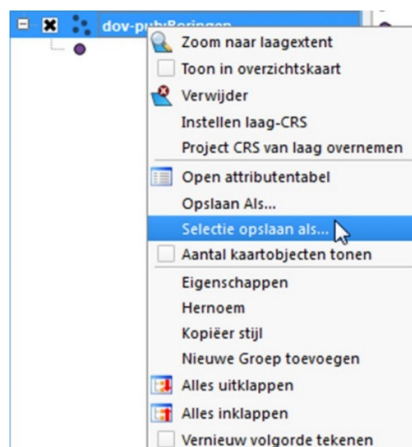 dov-pub:Boringen
Zoom naar laagextent
Toon in overzichtskaart
Verwijder
Instellen laag-CRS
Project CRS van laag overnemen
Open attributentabel
Opslaan Als...
Selectie opslaan als...
Aantal kaartobjecten tonen
Eigenschappen
Hernoem
Kopiëer stijl
Nieuwe Groep toevoegen
Alles uitklappen
Alles inklappen
Vernieuw volgorde tekenen